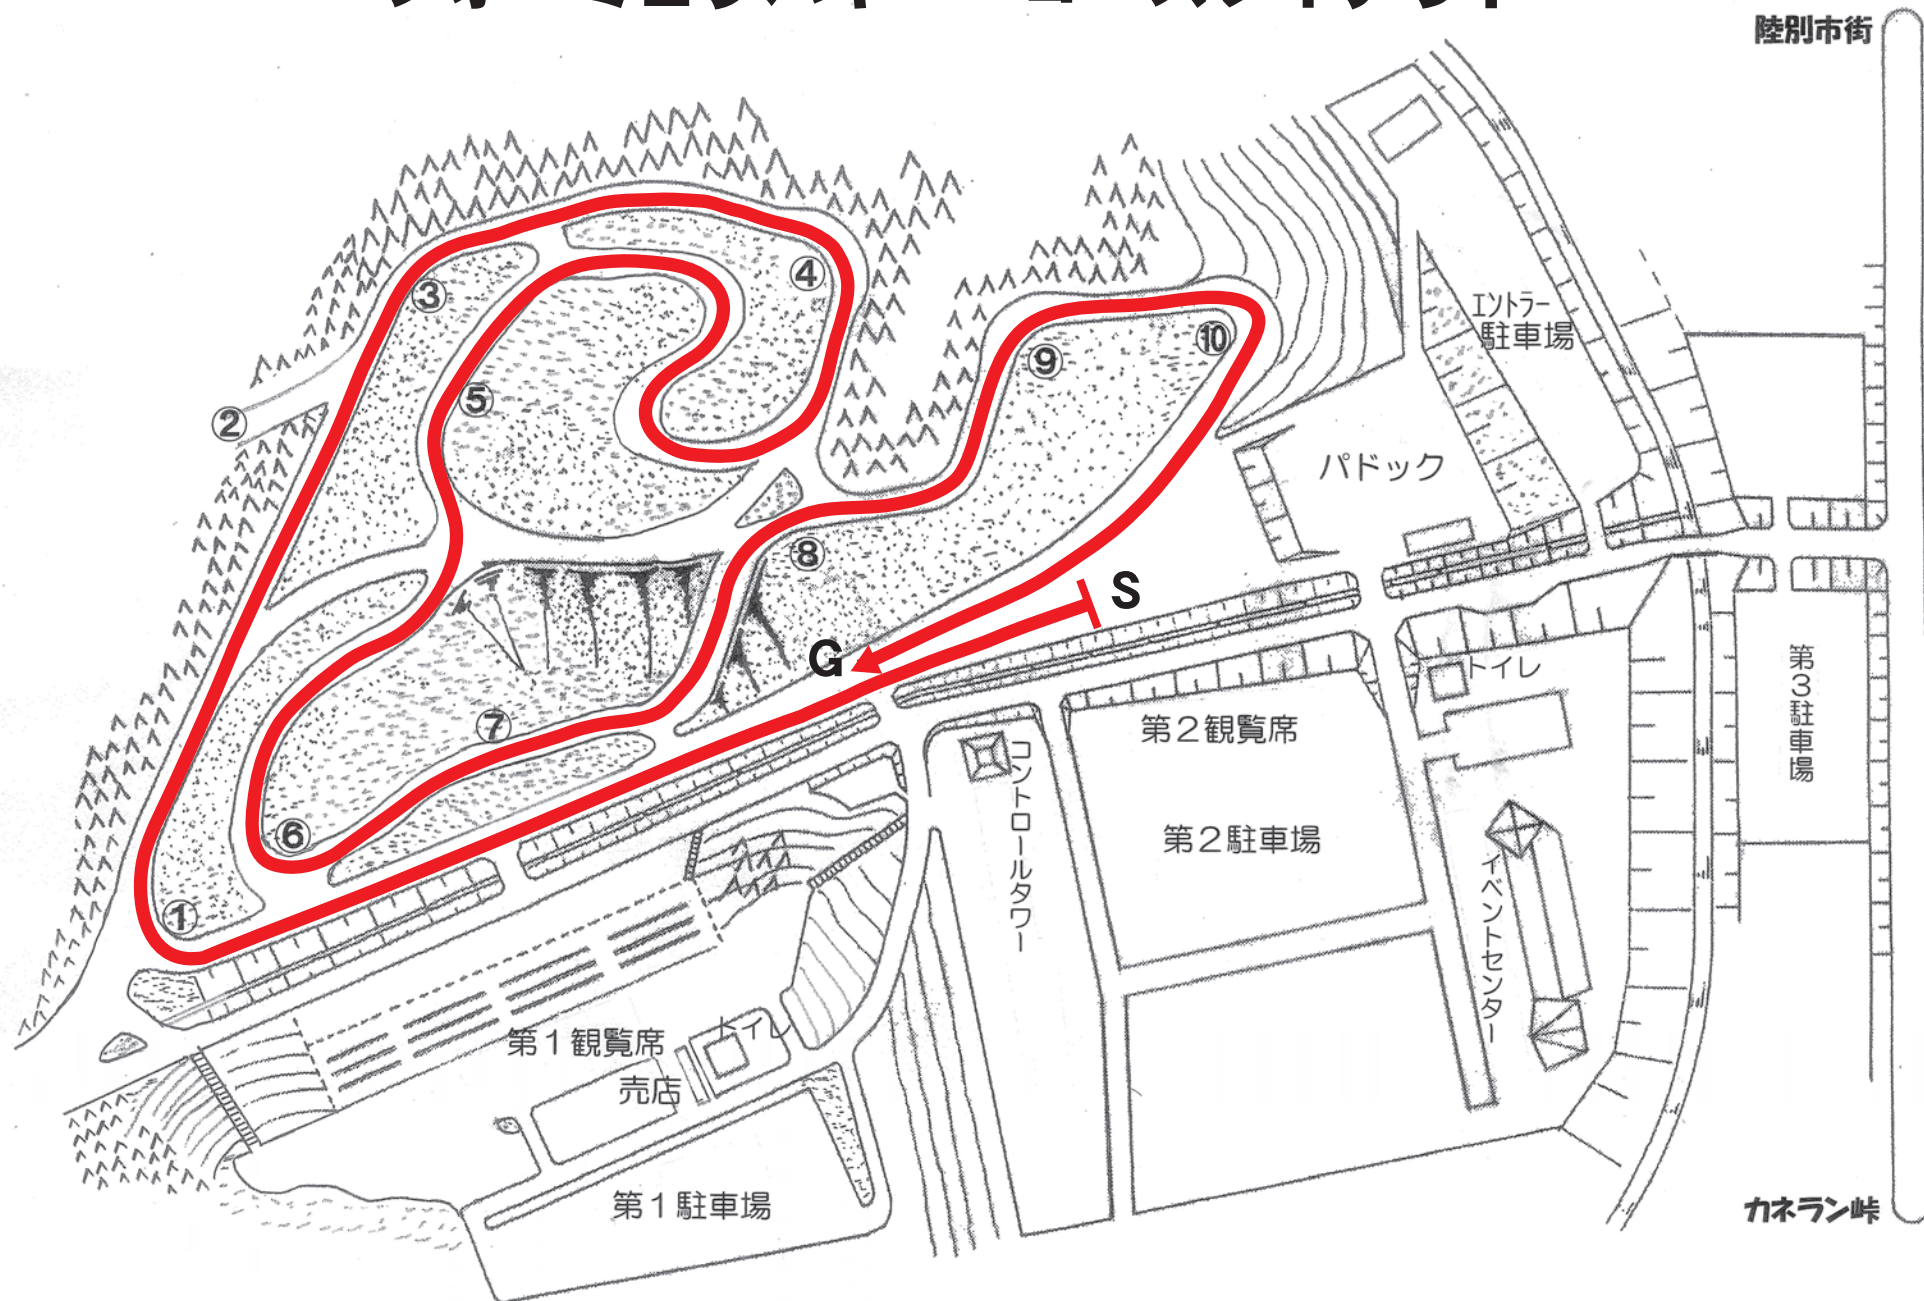 陸別市街
④
③
エントラー
駐車場
⑩
⑨
⑤
②
パドック
⑧
S
G
トイレ
第3駐車場
⑦
第2観覧席
コントロールタワー
⑥
第2駐車場
イベントセンター
①
第1観覧席
トイレ
売店
第1駐車場
カネラン峠